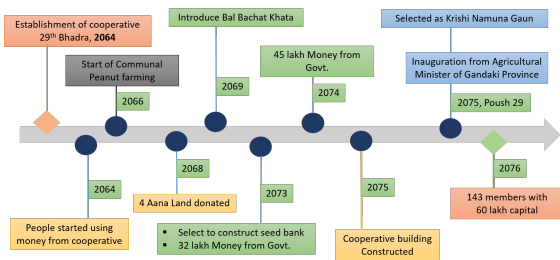 Establishment of cooperative
29th Bhadra, 2064
Start of Communal
Peanut farming
2066
Introduce Bal Bachat Khata
2069
45 lakh Money from
Govt.
2074
Selected as Krishi Namuna Gaun
Inauguration from Agricultural
Minister of Gandaki Province
2075, Poush 29
2064
People started using
money from cooperative
2068
4 Aana Land donated
2073
▪ Select to construct seed bank
▪ 32 lakh Money from Govt.
2075
Cooperative building
Constructed
2076
143 members with
60 lakh capital